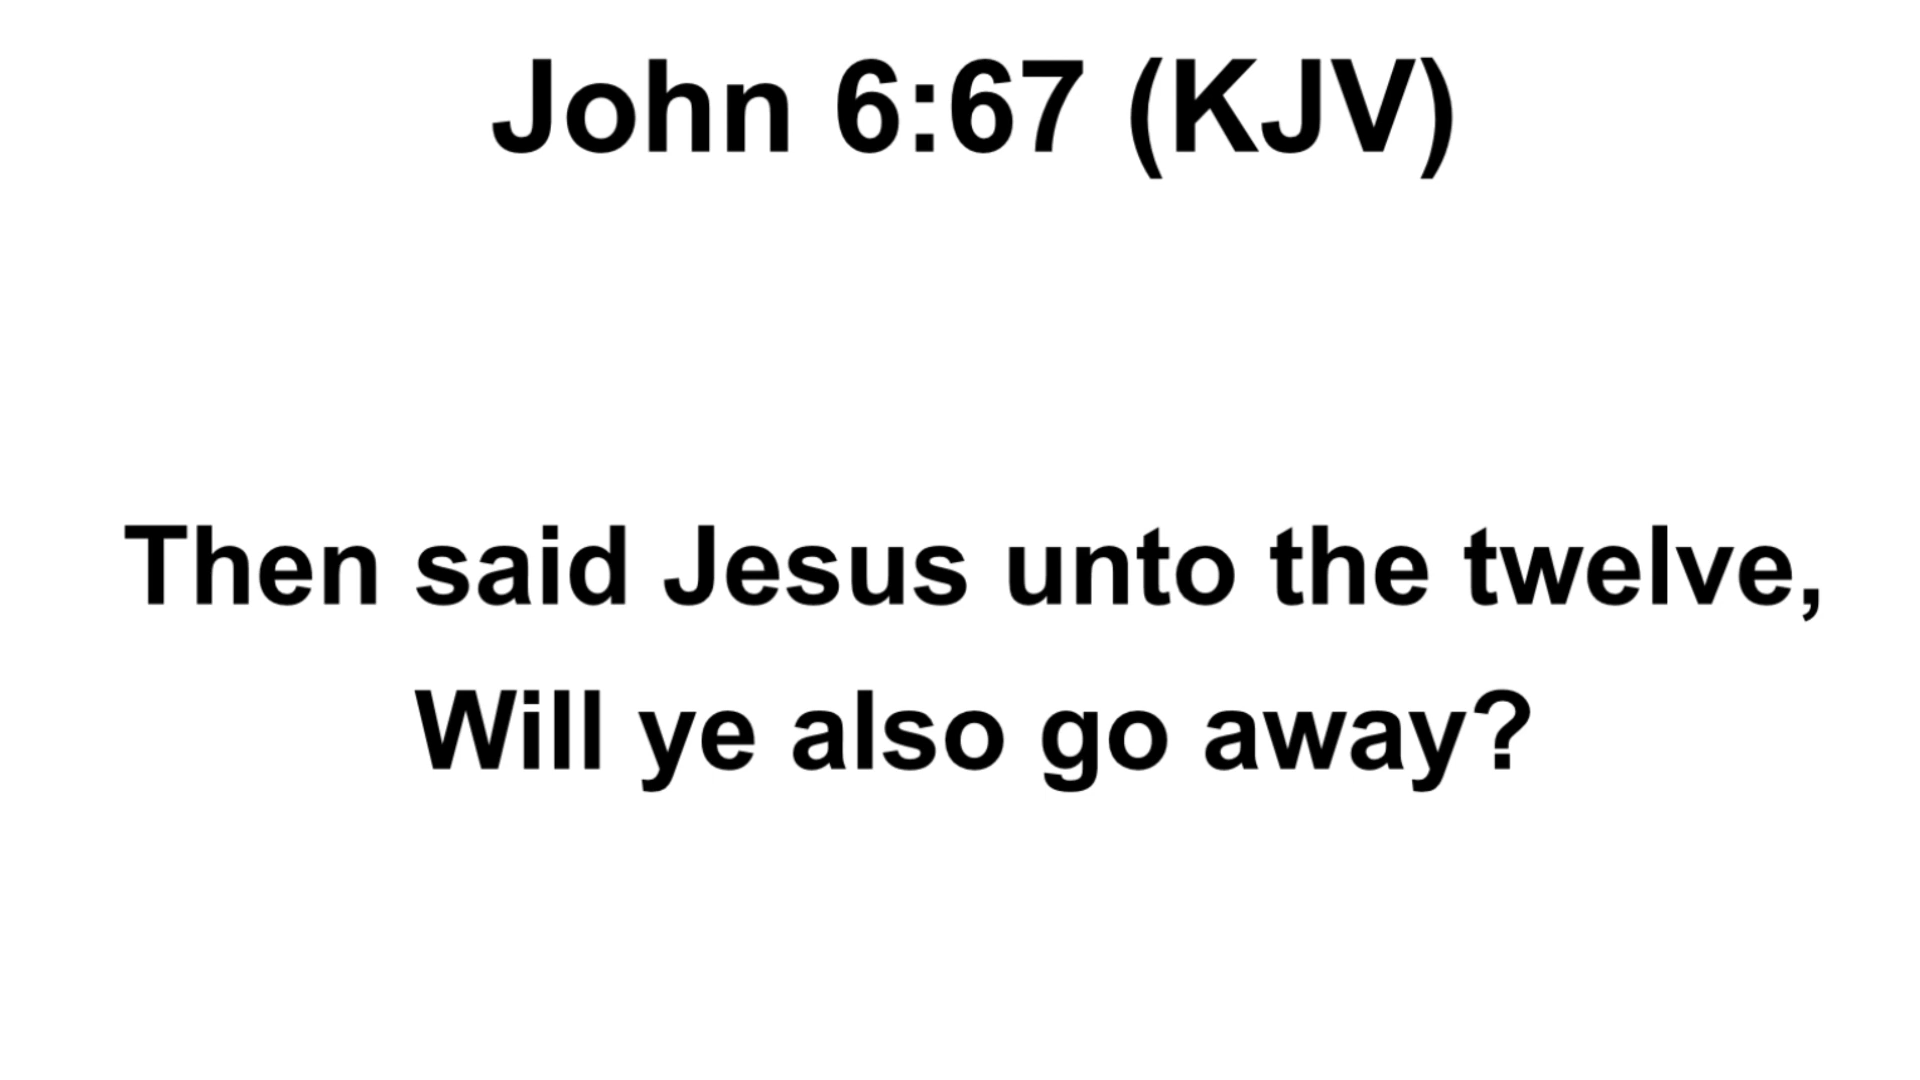 John 6:67 (KJV)
Then said Jesus unto the twelve,
Will ye also go away?